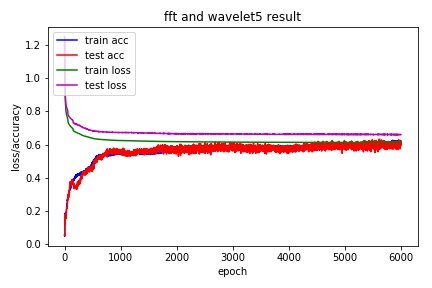 fft and wavelet5 result
train acc
test acc
train loss
test loss
loss/accuracy
1.2
1.0
0.8
0.6
0.4
0.2
0.0
0
1000
2000
3000
4000
5000
6000
epoch